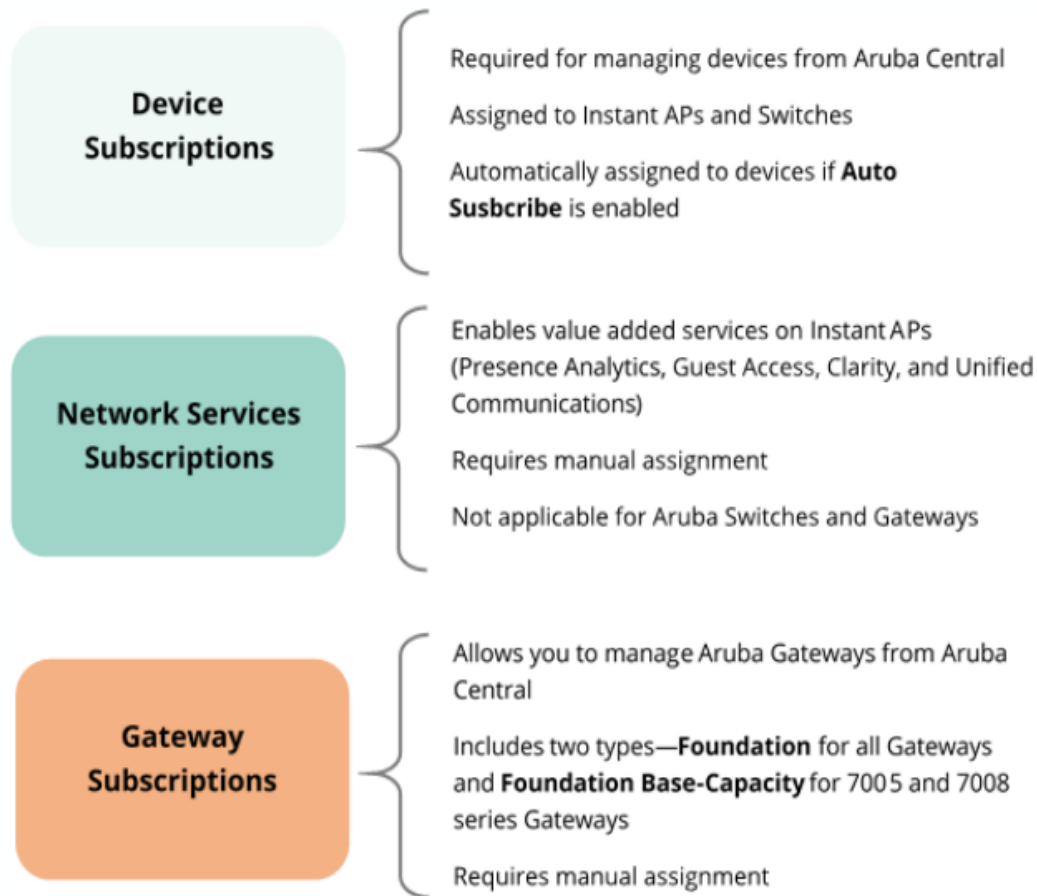 Device
Subscriptions
Required for managing devices from Aruba Central
Assigned to Instant APs and Switches
Automatically assigned to devices if Auto
Susbcribe is enabled
Network Services
Subscriptions
Enables value added services on Instant APs
(Presence Analytics, Guest Access, Clarity, and Unified
Communications)
Requires manual assignment
Not applicable for Aruba Switches and Gateways
Gateway
Subscriptions
Allows you to manage Aruba Gateways from Aruba
Central
Includes two types—Foundation for all Gateways
and Foundation Base-Capacity for 7005 and 7008
series Gateways
Requires manual assignment